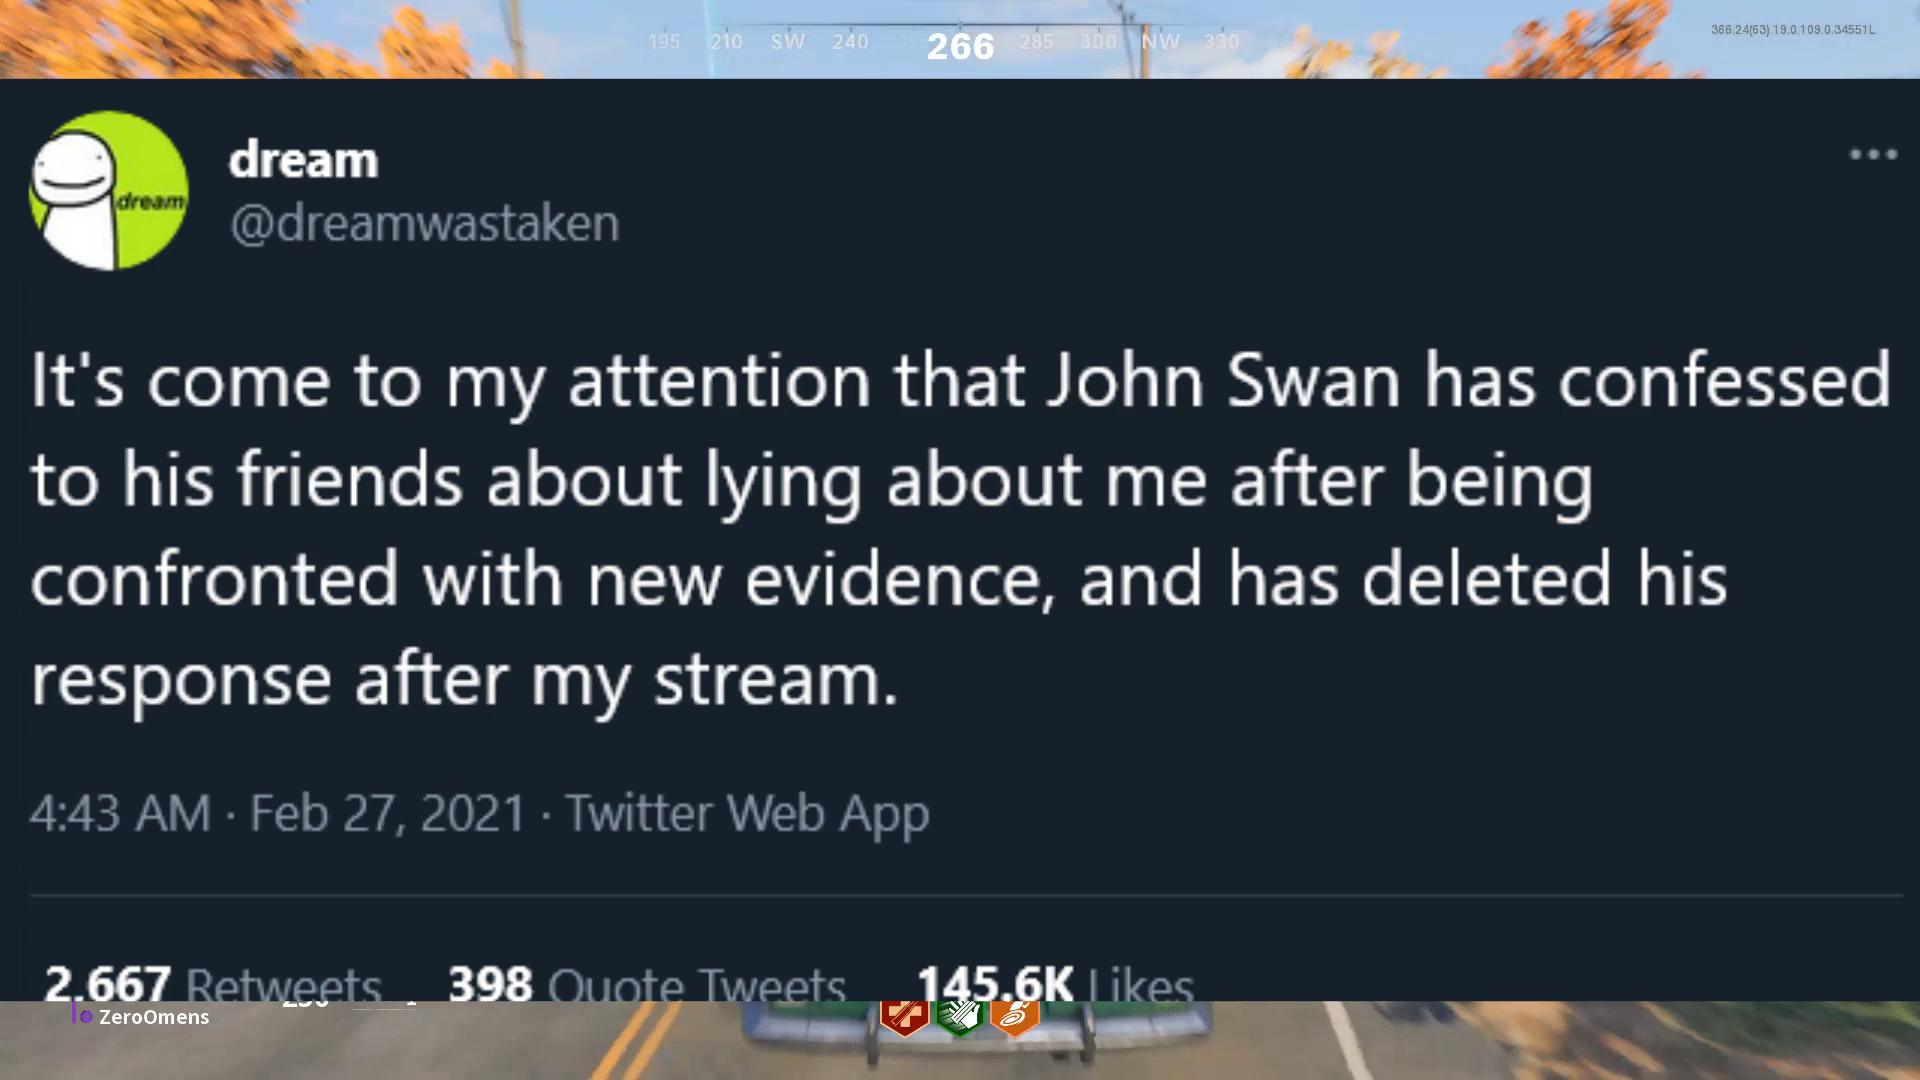 195 210 SW 240 266 285 300 NW 330
366.24(63).19.0.109.0.34551L
dream
dream
@dreamwastaken
It's come to my attention that John Swan has confessed
to his friends about lying about me after being
confronted with new evidence, and has deleted his
response after my stream.
4:43 AM · Feb 27, 2021 · Twitter Web App
2,667 Retweets 398 Quote Tweets 145.6K Likes
ZeroOmens